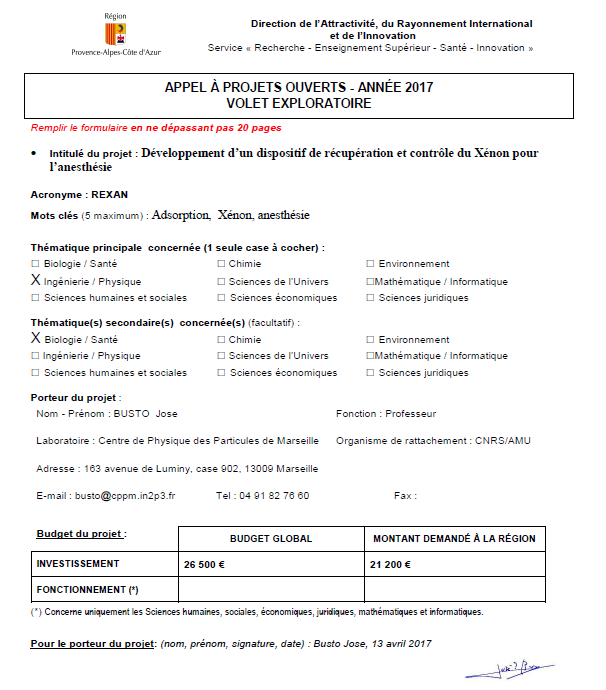 Région
Provence-Alpes-Côte d'Azur
Direction de l'Attractivité, du Rayonnement International
et de l'Innovation
Service « Recherche - Enseignement Supérieur - Santé - Innovation »
APPEL À PROJETS OUVERTS - ANNÉE 2017
VOLET EXPLORATOIRE
Remplir le formulaire en ne dépassant pas 20 pages
• Intitulé du projet : Développement d'un dispositif de récupération et contrôle du Xénon pour
l'anesthésie
Acronyme : REXAN
Mots clés (5 maximum) : Adsorption, Xénon, anesthésie
Thématique principale concernée (1 seule case à cocher) :
☐ Biologie / Santé ☐ Chimie ☐ Environnement
X Ingénierie / Physique ☐ Sciences de l'Univers ☐Mathématique / Informatique
☐ Sciences humaines et sociales ☐ Sciences économiques ☐ Sciences juridiques
Thématique(s) secondaire(s) concernée(s) (facultatif) :
X Biologie / Santé ☐ Chimie ☐ Environnement
☐ Ingénierie / Physique ☐ Sciences de l'Univers ☐Mathématique / Informatique
☐ Sciences humaines et sociales ☐ Sciences économiques ☐ Sciences juridiques
Porteur du projet :
Nom - Prénom : BUSTO Jose Fonction : Professeur
Laboratoire : Centre de Physique des Particules de Marseille Organisme de rattachement : CNRS/AMU
Adresse : 163 avenue de Luminy, case 902, 13009 Marseille
E-mail : busto@cppm.in2p3.fr Tel : 04 91 82 76 60 Fax :
Budget du projet : BUDGET GLOBAL MONTANT DEMANDÉ À LA RÉGION
INVESTISSEMENT 26 500 € 21 200 €
FONCTIONNEMENT (*)
(*) Concerne uniquement les Sciences humaines, sociales, économiques, juridiques, mathématiques et informatiques.
Pour le porteur du projet: (nom, prénom, signature, date) : Busto Jose, 13 avril 2017